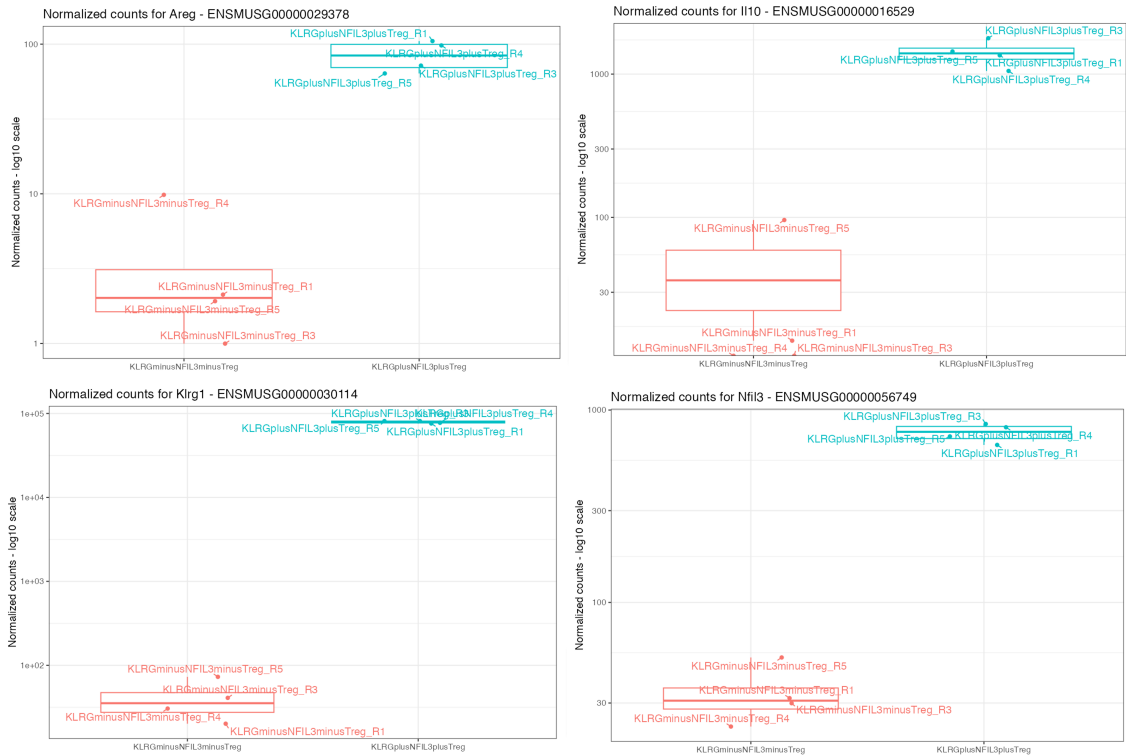 Normalized counts for Areg - ENSMUSG00000029378
Normalized counts - log10 scale
100
10
1
KLRGplusNFIL3plusTreg_R1
KLRGplusNFIL3plusTreg_R4
KLRGplusNFIL3plusTreg_R3
KLRGplusNFIL3plusTreg_R5
KLRGminusNFIL3minusTreg_R4
KLRGminusNFIL3minusTreg_R1
KLRGminusNFIL3minusTreg_R5
KLRGminusNFIL3minusTreg_R3
KLRGminusNFIL3minusTreg
KLRGplusNFIL3plusTreg
Normalized counts for Il10 - ENSMUSG00000016529
Normalized counts - log10 scale
1000
300
100
30
KLRGplusNFIL3plusTreg_R3
KLRGplusNFIL3plusTreg_R5
KLRGplusNFIL3plusTreg_R1
KLRGplusNFIL3plusTreg_R4
KLRGminusNFIL3minusTreg_R5
KLRGminusNFIL3minusTreg_R1
KLRGminusNFIL3minusTreg_R4
KLRGminusNFIL3minusTreg_R3
KLRGminusNFIL3minusTreg
KLRGplusNFIL3plusTreg
Normalized counts for Klrg1 - ENSMUSG00000030114
Normalized counts - log10 scale
1e+05
1e+04
1e+03
1e+02
KLRGplusNFIL3plusTreg_R3
KLRGplusNFIL3plusTreg_R4
KLRGplusNFIL3plusTreg_R5
KLRGplusNFIL3plusTreg_R1
KLRGminusNFIL3minusTreg_R5
KLRGminusNFIL3minusTreg_R3
KLRGminusNFIL3minusTreg_R4
KLRGminusNFIL3minusTreg_R1
KLRGminusNFIL3minusTreg
KLRGplusNFIL3plusTreg
Normalized counts for Nfil3 - ENSMUSG00000056749
Normalized counts - log10 scale
1000
300
100
30
KLRGplusNFIL3plusTreg_R3
KLRGplusNFIL3plusTreg_R5
KLRGplusNFIL3plusTreg_R4
KLRGplusNFIL3plusTreg_R1
KLRGminusNFIL3minusTreg_R5
KLRGminusNFIL3minusTreg_R1
KLRGminusNFIL3minusTreg_R3
KLRGminusNFIL3minusTreg_R4
KLRGminusNFIL3minusTreg
KLRGplusNFIL3plusTreg